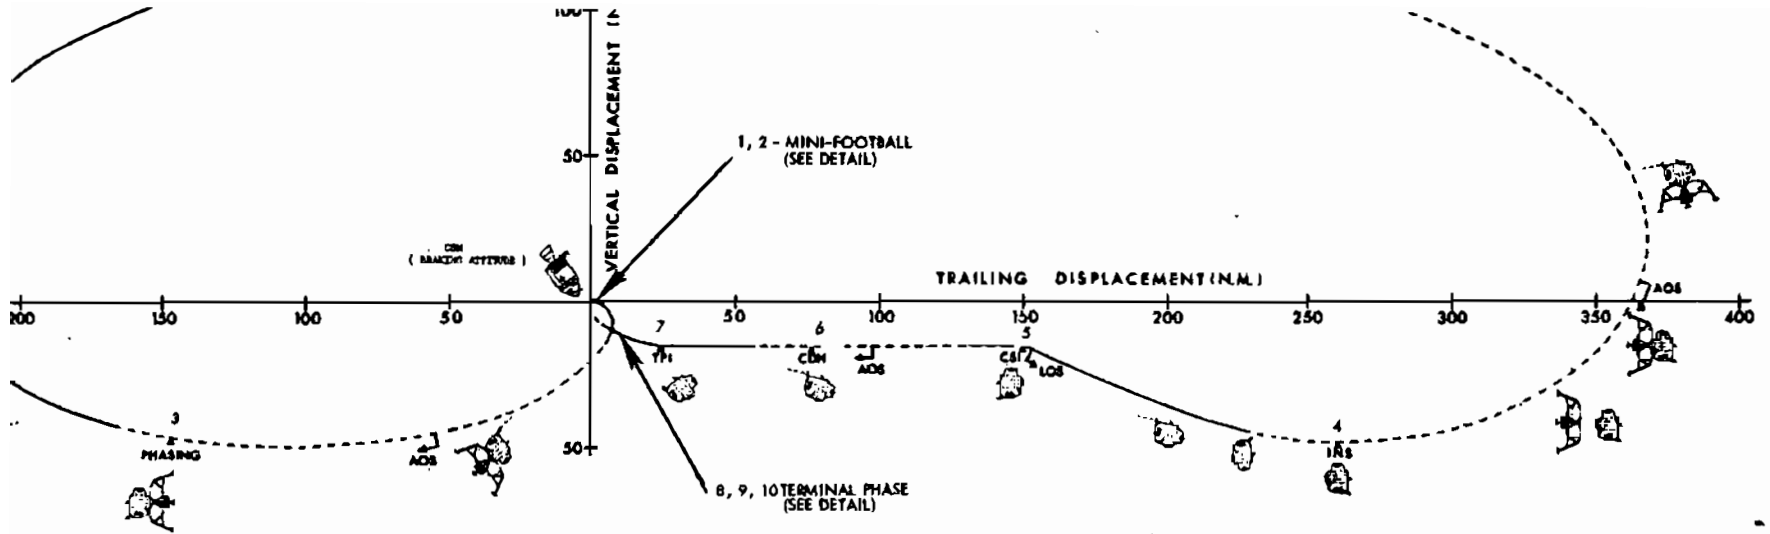 100
VERTICAL DISPLACEMENT (N
50
1, 2 - MINI-FOOTBALL
(SEE DETAIL)
CSM
( BRAKING ATTITUDE )
TRAILING DISPLACEMENT (N.M.)
AOS
200 150 100 50 50 100 150 200 250 300 350 400
7 6 5
TPI CDH AOS CSI LOS
3
PHASING
AOS
50
4
INS
8, 9, 10 TERMINAL PHASE
(SEE DETAIL)